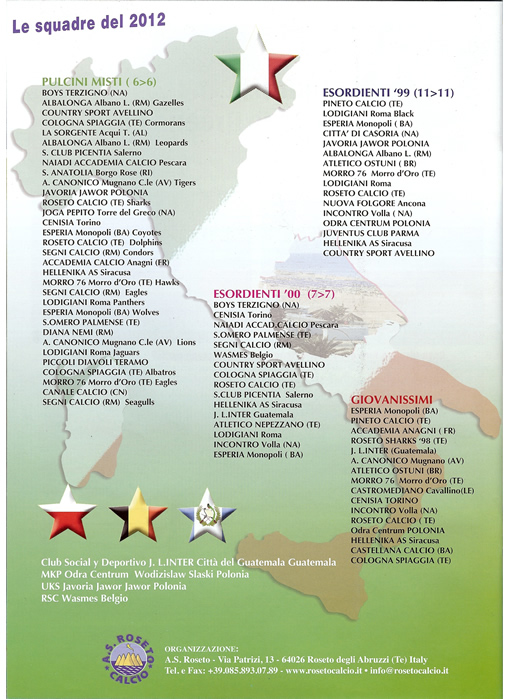 Le squadre del 2012
PULCINI MISTI ( 6>6)
BOYS TERZIGNO (NA)
ALBALONGA Albano L. (RM) Gazelles
COUNTRY SPORT AVELLINO
COLOGNA SPIAGGIA (TE) Cormorans
LA SORGENTE Acqui T. (AL)
ALBALONGA Albano L. (RM) Leopards
S. CLUB PICENTIA Salerno
NAIADI ACCADEMIA CALCIO Pescara
S. ANATOLIA Borgo Rose (RI)
A. CANONICO Mugnano C.le (AV) Tigers
JAVORIA JAWOR POLONIA
ROSETO CALCIO (TE) Sharks
JOGA PEPITO Torre del Greco (NA)
CENISIA Torino
ESPERIA Monopoli (BA) Coyotes
ROSETO CALCIO (TE) Dolphins
SEGNI CALCIO (RM) Condors
ACCADEMIA CALCIO Anagni (FR)
HELLENIKA AS Siracusa
MORRO 76 Morro d'Oro (TE) Hawks
SEGNI CALCIO (RM) Eagles
LODIGIANI Roma Panthers
ESPERIA Monopoli (BA) Wolves
S.OMERO PALMENSE (TE)
DIANA NEMI (RM)
A. CANONICO Mugnano C.le (AV) Lions
LODIGIANI Roma Jaguars
PICCOLI DIAVOLI TERAMO
COLOGNA SPIAGGIA (TE) Albatros
MORRO 76 Morro d'Oro (TE) Eagles
CANALE CALCIO (CN)
SEGNI CALCIO (RM) Seagulls
ESORDIENTI '99 (11>11)
PINETO CALCIO (TE)
LODIGIANI Roma Black
ESPERIA Monopoli ( BA)
CITTA' DI CASORIA (NA)
JAVORIA JAWOR POLONIA
ALBALONGA Albano L. (RM)
ATLETICO OSTUNI ( BR)
MORRO 76 Morro d'Oro (TE)
LODIGIANI Roma
ROSETO CALCIO (TE)
NUOVA FOLGORE Ancona
INCONTRO Volla ( NA)
ODRA CENTRUM POLONIA
JUVENTUS CLUB PARMA
HELLENIKA AS Siracusa
COUNTRY SPORT AVELLINO
ESORDIENTI '00 (7>7)
BOYS TERZIGNO (NA)
CENISIA Torino
NAIADI ACCAD.CALCIO Pescara
S.OMERO PALMENSE (TE)
SEGNI CALCIO (RM)
WASMES Belgio
COUNTRY SPORT AVELLINO
COLOGNA SPIAGGIA (TE)
ROSETO CALCIO (TE)
S.CLUB PICENTIA Salerno
HELLENIKA AS Siracusa
J. L.INTER Guatemala
ATLETICO NEPEZZANO (TE)
LODIGIANI Roma
INCONTRO Volla (NA)
ESPERIA Monopoli ( BA)
GIOVANISSIMI
ESPERIA Monopoli (BA)
PINETO CALCIO (TE)
ACCADEMIA ANAGNI ( FR)
ROSETO SHARKS '98 (TE)
J. L.INTER (Guatemala)
A. CANONICO Mugnano (AV)
ATLETICO OSTUNI (BR)
MORRO 76 Morro d'Oro (TE)
CASTROMEDIANO Cavallino(LE)
CENISIA TORINO
INCONTRO Volla (NA)
ROSETO CALCIO ( TE)
Odra Centrum POLONIA
HELLENIKA AS Siracusa
CASTELLANA CALCIO (BA)
COLOGNA SPIAGGIA (TE)
Club Social y Deportivo J. L.INTER Città del Guatemala Guatemala
MKP Odra Centrum Wodzislaw Slaski Polonia
UKS Javoria Jawor Jawor Polonia
RSC Wasmes Belgio
A.S. ROSETO
CALCIO
ORGANIZZAZIONE:
A.S. Roseto - Via Patrizi, 13 - 64026 Roseto degli Abruzzi (Te) Italy
Tel. e Fax: +39.085.893.07.89 - www.rosetocalcio.it • info@rosetocalcio.it